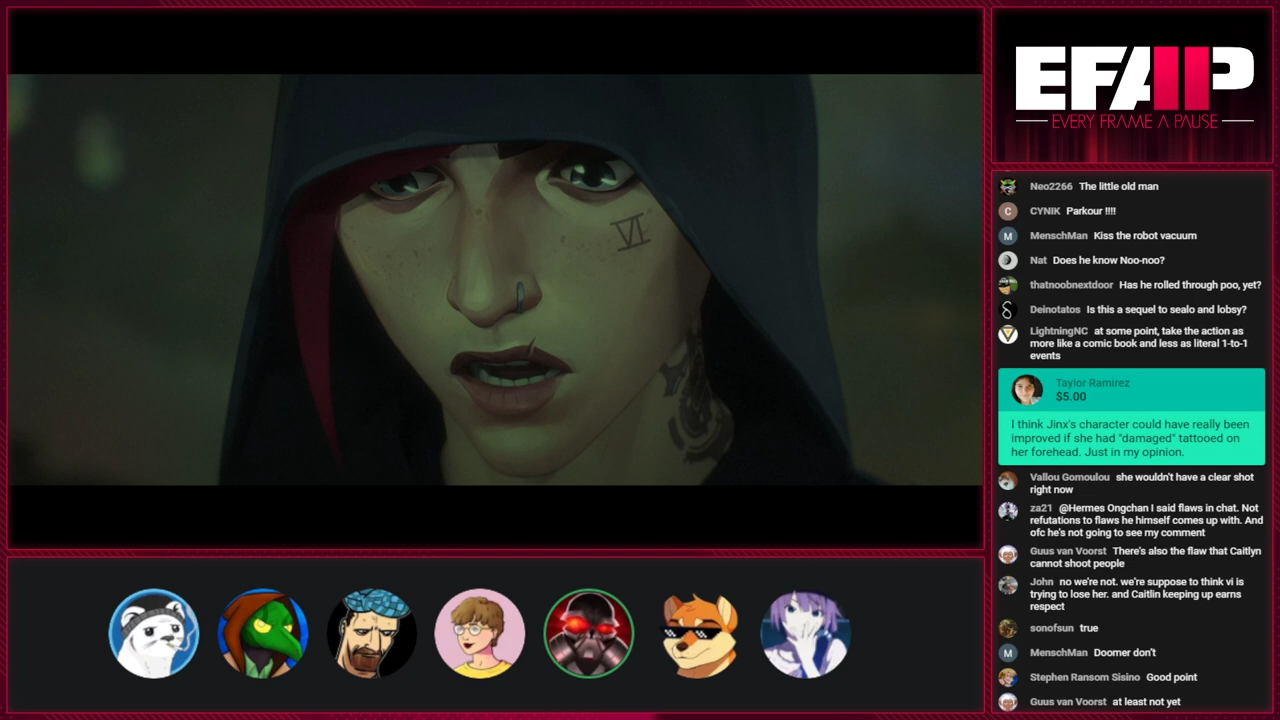 VI
EFAP
EVERY FRAME A PAUSE
Neo2266 The little old man
C CYNIK Parkour !!!!
M MenschMan Kiss the robot vacuum
Nat Does he know Noo-noo?
thatnoobnextdoor Has he rolled through poo, yet?
Deinotatos Is this a sequel to sealo and lobsy?
LightningNC at some point, take the action as
more like a comic book and less as literal 1-to-1
events
Taylor Ramirez
$5.00
I think Jinx's character could have really been
improved if she had "damaged" tattooed on
her forehead. Just in my opinion.
Vallou Gomoulou she wouldn't have a clear shot
right now
za21 @Hermes Ongchan I said flaws in chat. Not
refutations to flaws he himself comes up with. And
ofc he's not going to see my comment
Guus van Voorst There's also the flaw that Caitlyn
cannot shoot people
John no we're not. we're suppose to think vi is
trying to lose her. and Caitlin keeping up earns
respect
sonofsun true
M MenschMan Doomer don't
Stephen Ransom Sisino Good point
Guus van Voorst at least not yet